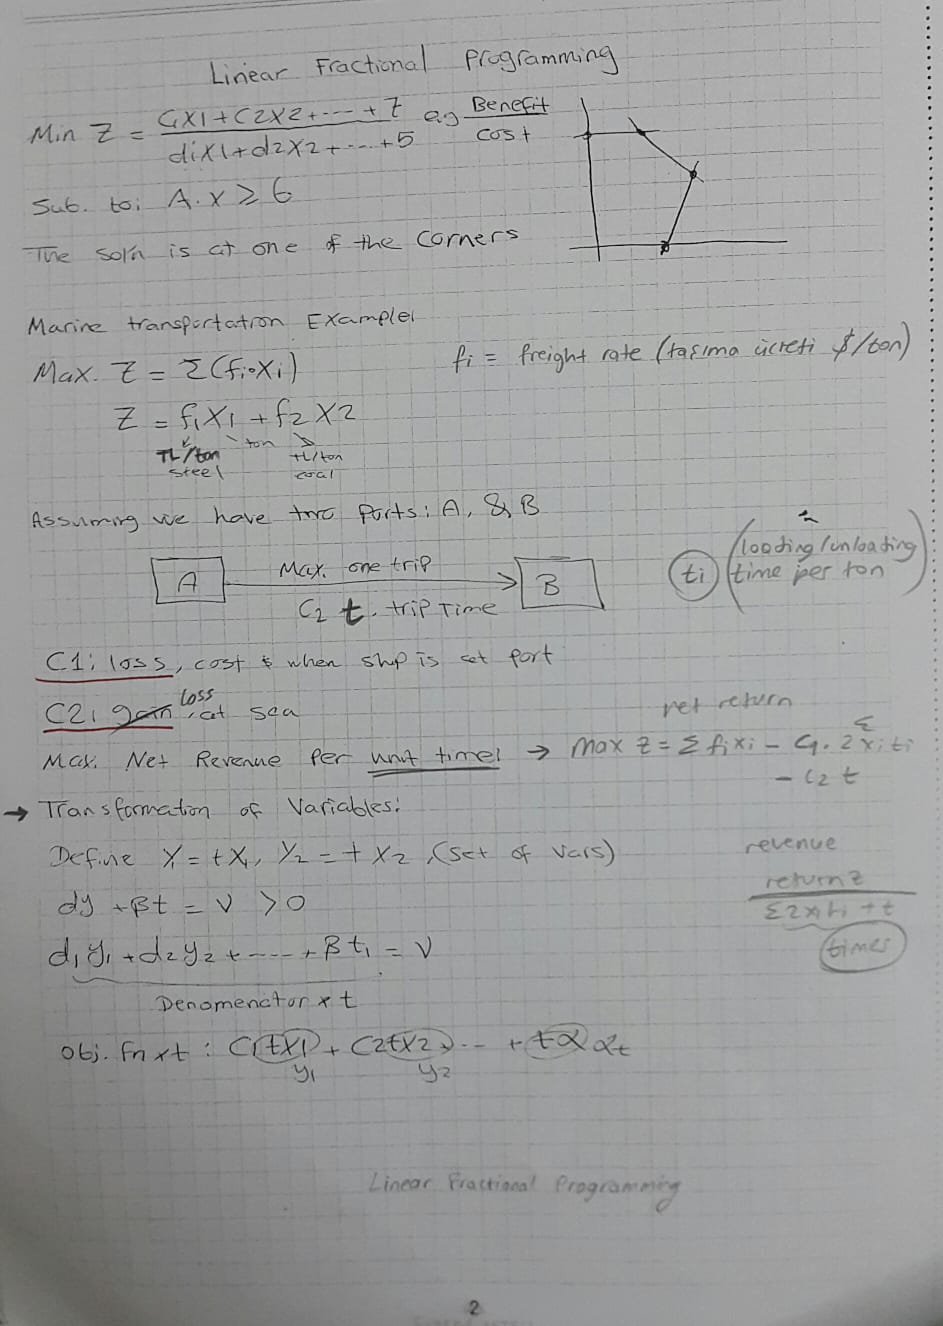 Linear Fractional Programming
Min Z = C1X1+C2X2+---+7 / d1X1+d2X2+---+5 eg Benefit / cost
Sub. to: A.X ≥ 6
The soln is at one of the corners
Marine transportation Example:
Max. Z = Σ(fi.xi) fi = freight rate (taşıma ücreti $/ton)
Z = f1X1 + f2X2
TL/ton ton TL/ton
steel coal
Assuming we have two Ports: A, & B
A Max. one trip B
C2 t. trip Time
ti (loading/unloading time per ton)
C1: loss, cost $ when ship is at port
C2: gain loss, at sea
net return
Max. Net Revenue Per unit time: → max z = Σ fixi - C1. 2 Σ xiti
- C2 t
→ Transformation of Variables:
Define Y1 = tX1, Y2 = tX2, (set of vars)
revenue
return z / Σ2xiti + t
times
dy + βt = V > 0
d1y1 + d2y2 + ---- + βt1 = V
Denomenator x t
Obj. fn xt : C1(tX1) + C2tX2 --- + tα αt
y1 y2
Linear Fractional Programming
2